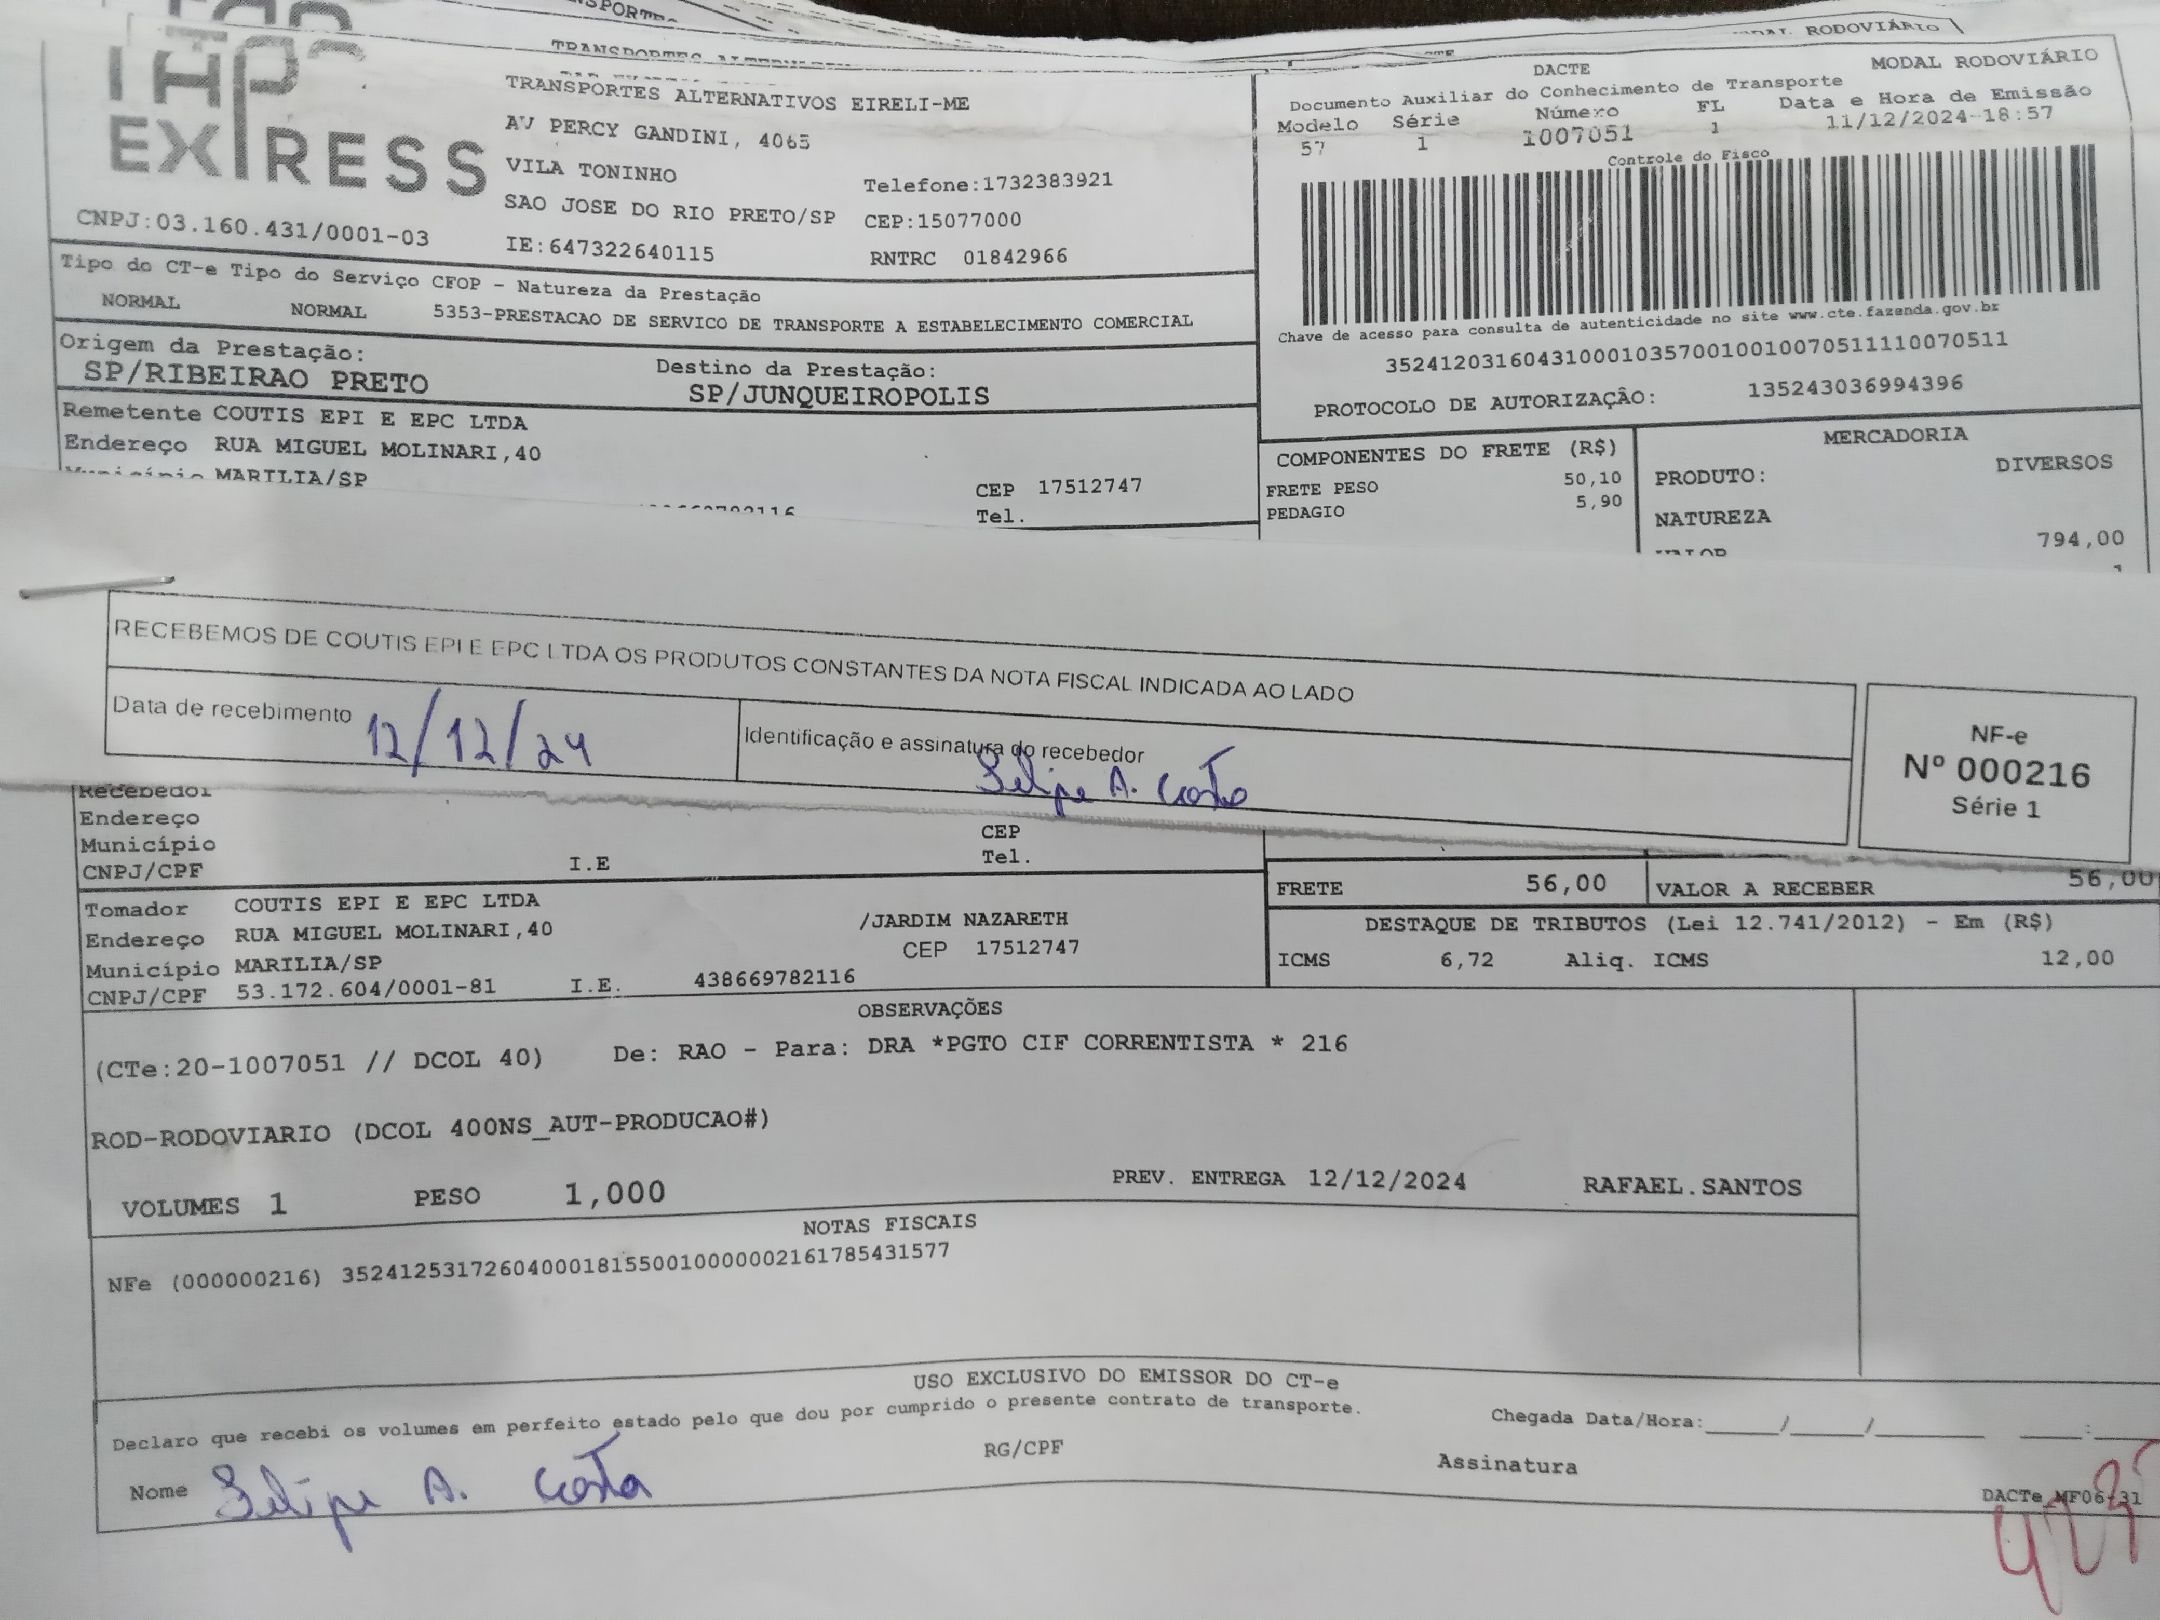 TRANSPORTES ALTERNATIVOS EIRELI-ME
AV PERCY GANDINI, 4065
VILA TONINHO
Telefone:1732383921
SAO JOSE DO RIO PRETO/SP CEP:15077000
IE:647322640115 RNTRC 01842966
EXPRESS
CNPJ:03.160.431/0001-03
MODAL RODOVIÁRIO
DACTE
Documento Auxiliar do Conhecimento de Transporte
Modelo Série Número FL Data e Hora de Emissão
57 1 1007051 1 11/12/2024-18:57
Controle do Fisco
Chave de acesso para consulta de autenticidade no site www.cte.fazenda.gov.br
35241203160431000103570010010070511110070511
PROTOCOLO DE AUTORIZAÇÃO: 135243036994396
Tipo do CT-e Tipo do Serviço CFOP - Natureza da Prestação
NORMAL NORMAL 5353-PRESTACAO DE SERVICO DE TRANSPORTE A ESTABELECIMENTO COMERCIAL
Origem da Prestação: Destino da Prestação:
SP/RIBEIRAO PRETO SP/JUNQUEIROPOLIS
Remetente COUTIS EPI E EPC LTDA
Endereço RUA MIGUEL MOLINARI,40
Município MARILIA/SP CEP 17512747
Tel.
COMPONENTES DO FRETE (R$)
FRETE PESO 50,10
PEDAGIO 5,90
MERCADORIA
PRODUTO: DIVERSOS
NATUREZA
VALOR 794,00
1
RECEBEMOS DE COUTIS EPI E EPC LTDA OS PRODUTOS CONSTANTES DA NOTA FISCAL INDICADA AO LADO
Data de recebimento 12/12/24
Identificação e assinatura do recebedor
Felipe A. Costa
NF-e
Nº 000216
Série 1
Recebedor
Endereço
Município CEP
CNPJ/CPF I.E Tel.
FRETE 56,00 VALOR A RECEBER 56,00
Tomador COUTIS EPI E EPC LTDA
Endereço RUA MIGUEL MOLINARI,40 /JARDIM NAZARETH
Município MARILIA/SP CEP 17512747
CNPJ/CPF 53.172.604/0001-81 I.E. 438669782116
DESTAQUE DE TRIBUTOS (Lei 12.741/2012) - Em (R$)
ICMS 6,72 Aliq. ICMS 12,00
OBSERVAÇÕES
(CTe:20-1007051 // DCOL 40) De: RAO - Para: DRA *PGTO CIF CORRENTISTA * 216
ROD-RODOVIARIO (DCOL 400NS_AUT-PRODUCAO#)
VOLUMES 1 PESO 1,000 PREV. ENTREGA 12/12/2024 RAFAEL.SANTOS
NOTAS FISCAIS
NFe (000000216) 35241253172604000181550010000002161785431577
USO EXCLUSIVO DO EMISSOR DO CT-e
Declaro que recebi os volumes em perfeito estado pelo que dou por cumprido o presente contrato de transporte.
Chegada Data/Hora:_____/_____/_______ ____:____
Nome Felipe A. Costa RG/CPF Assinatura
DACTe_MF06-31